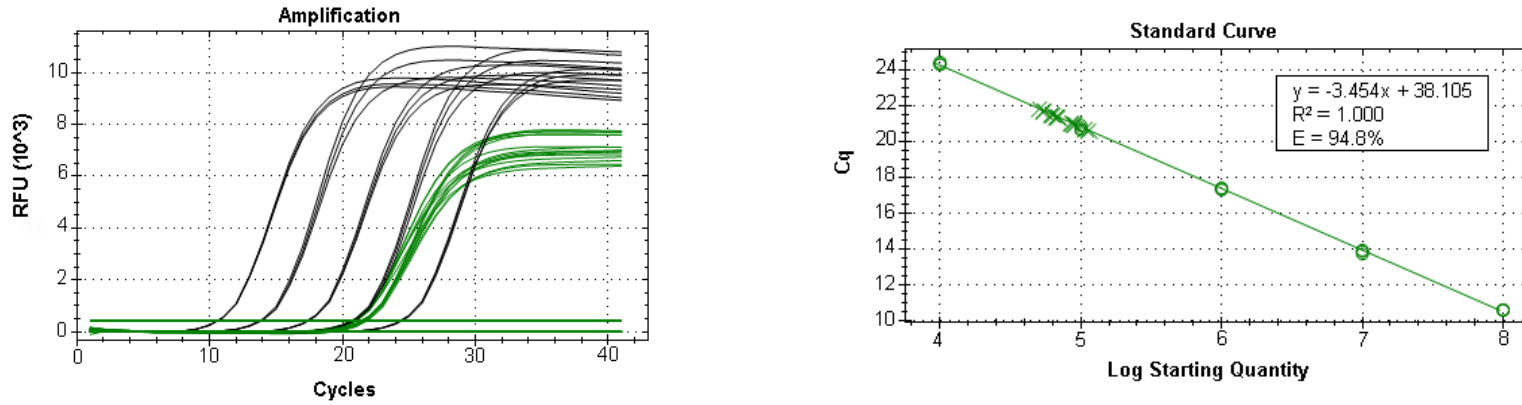 Amplification
RFU (10^3)
10
8
6
4
2
0
0
10
20
30
40
Cycles
Standard Curve
Cq
24
22
20
18
16
14
12
10
y = -3.454x + 38.105
R² = 1.000
E = 94.8%
4
5
6
7
8
Log Starting Quantity